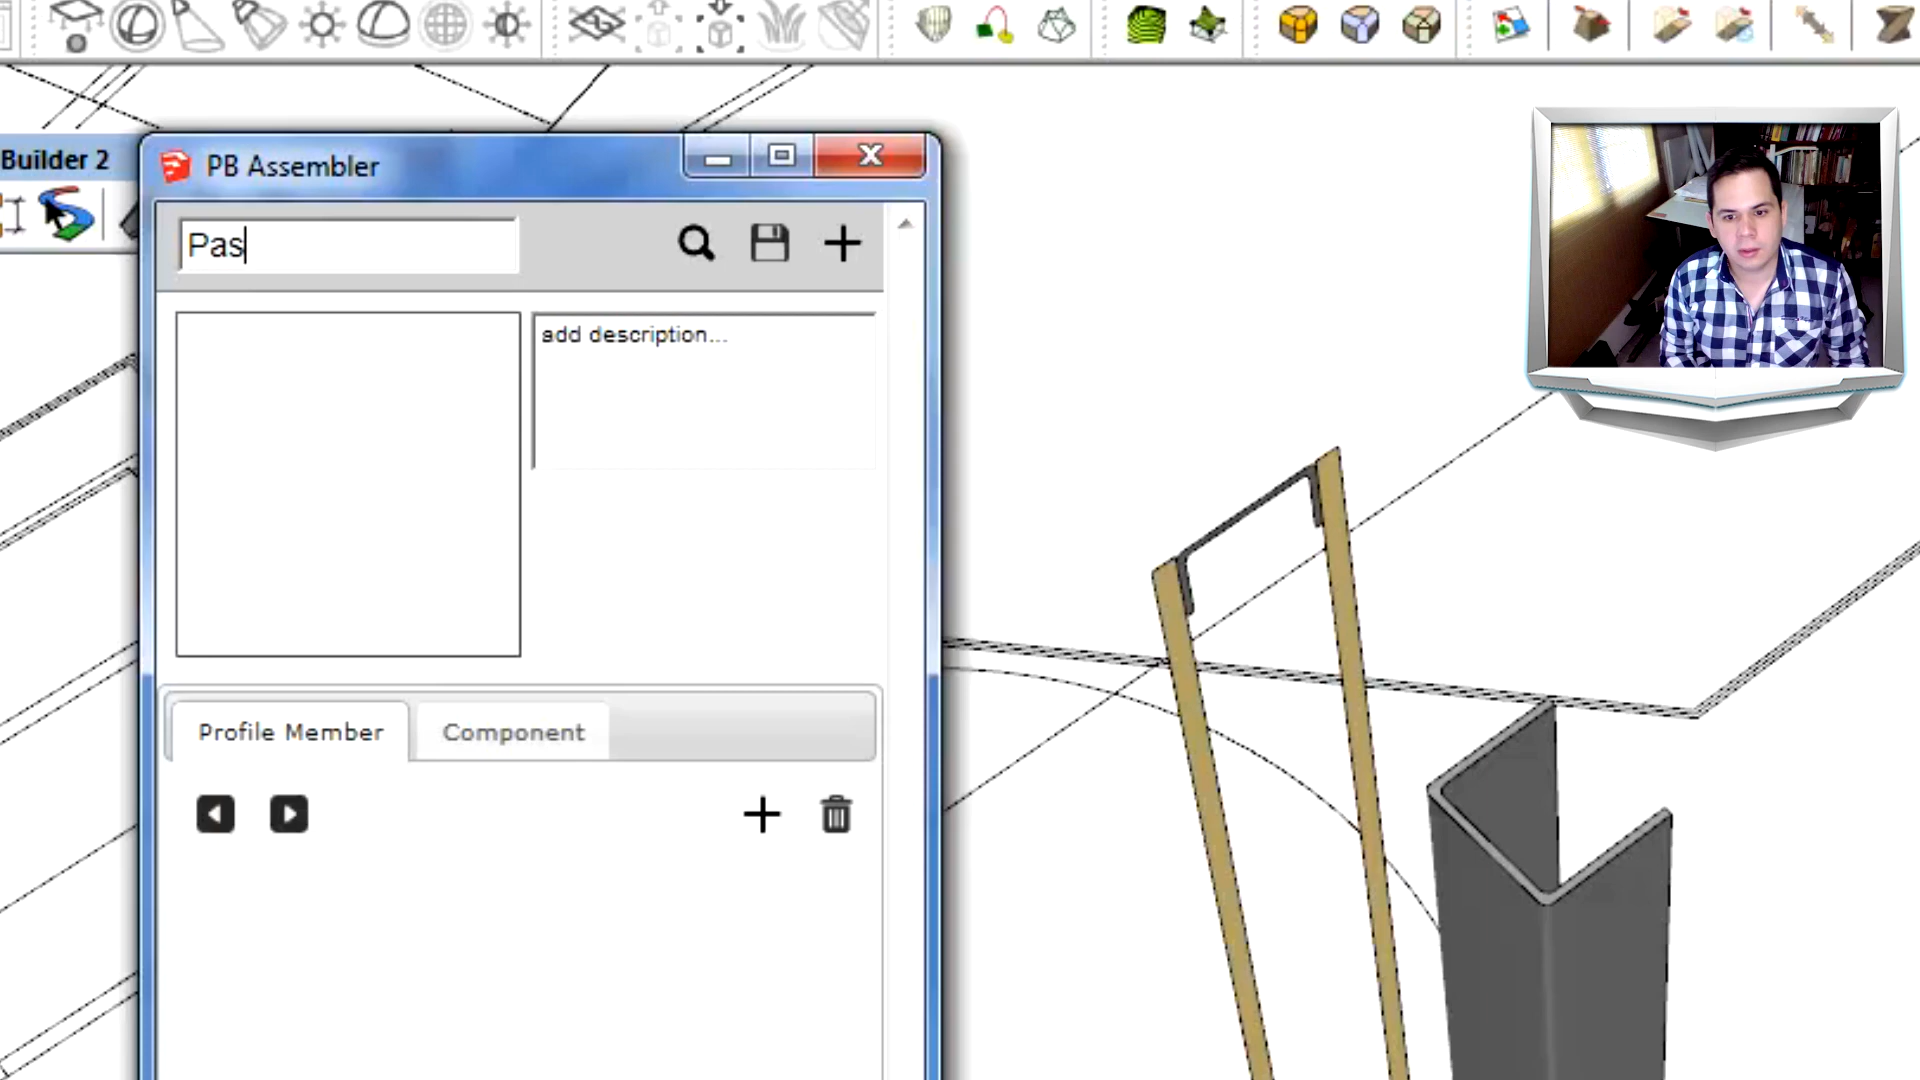 Builder 2
PB Assembler
Pas
add description...
Profile Member
Component